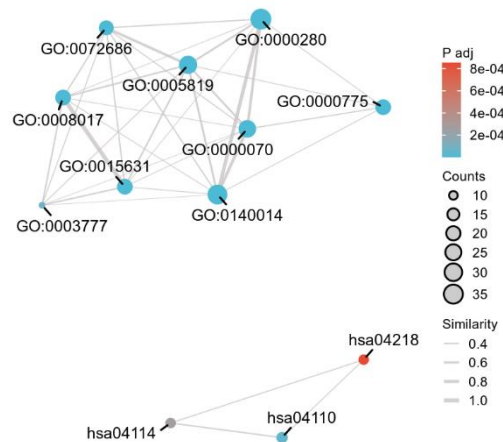 GO:0072686
GO:0000280
GO:0005819
GO:0000775
GO:0008017
GO:0000070
GO:0015631
GO:0003777
GO:0140014
hsa04218
hsa04114
hsa04110
P adj
8e-04
6e-04
4e-04
2e-04
Counts
10
15
20
25
30
35
Similarity
0.4
0.6
0.8
1.0